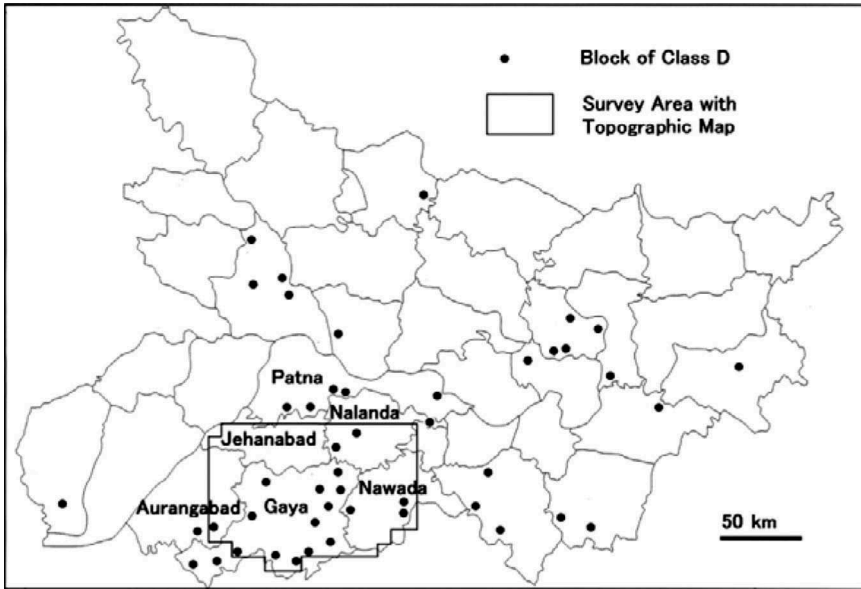 Block of Class D
Survey Area with
Topographic Map
Patna
Nalanda
Jehanabad
Nawada
Aurangabad
Gaya
50 km